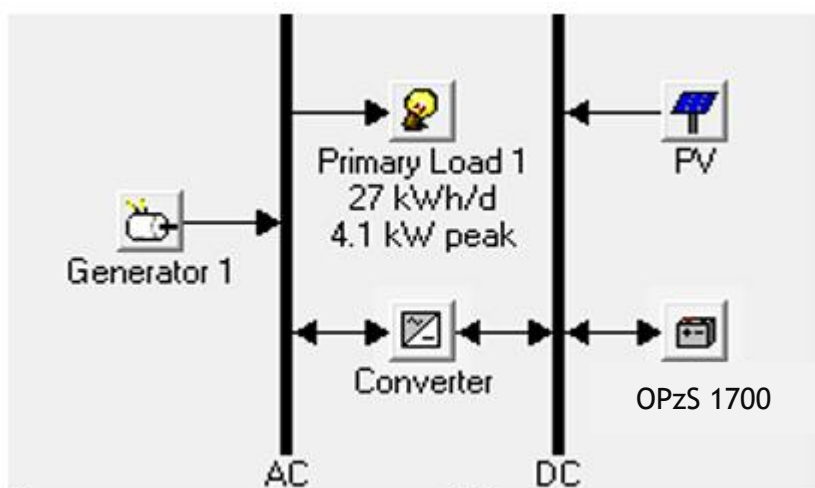 Primary Load 1
27 kWh/d
4.1 kW peak
PV
Generator 1
Converter
OPzS 1700
AC
DC